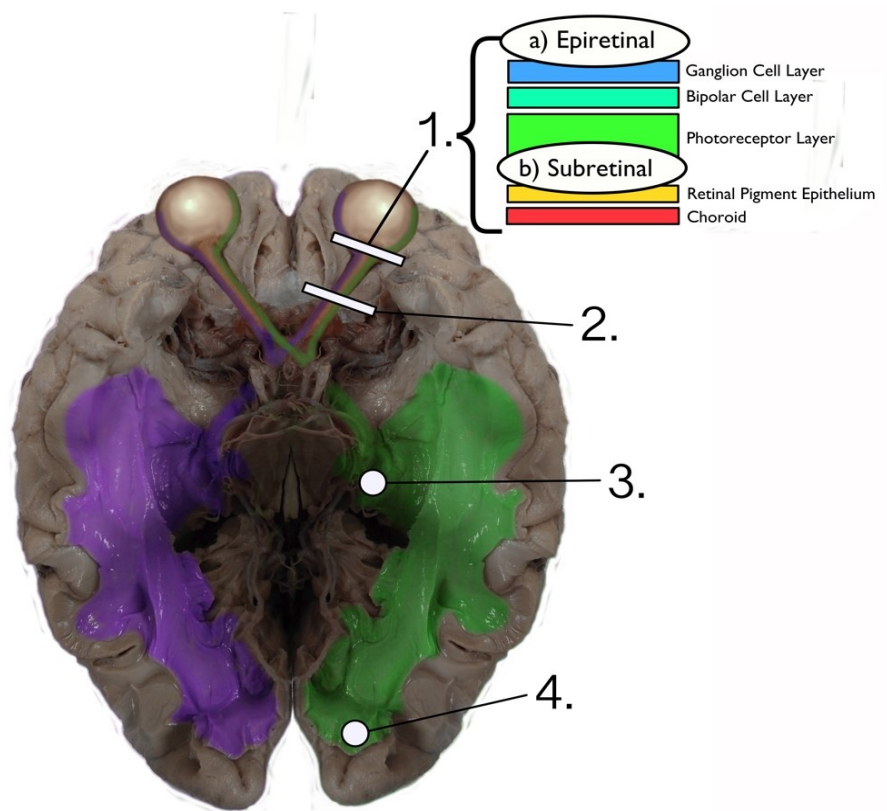 a) Epiretinal
Ganglion Cell Layer
Bipolar Cell Layer
1.
Photoreceptor Layer
b) Subretinal
Retinal Pigment Epithelium
Choroid
2.
3.
4.